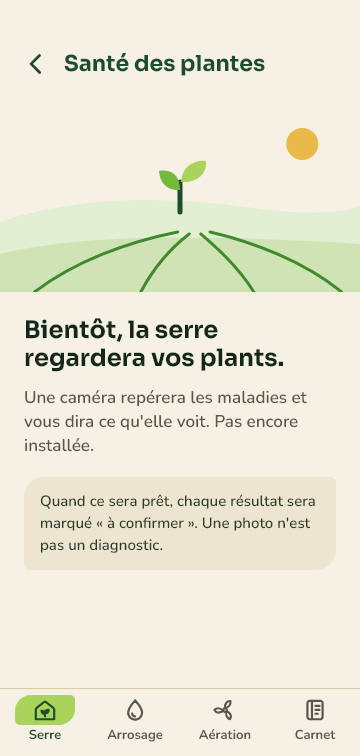 Santé des plantes
Bientôt, la serre
regardera vos plants.
Une caméra repérera les maladies et
vous dira ce qu'elle voit. Pas encore
installée.
Quand ce sera prêt, chaque résultat sera
marqué « à confirmer ». Une photo n'est
pas un diagnostic.
Serre
Arrosage
Aération
Carnet